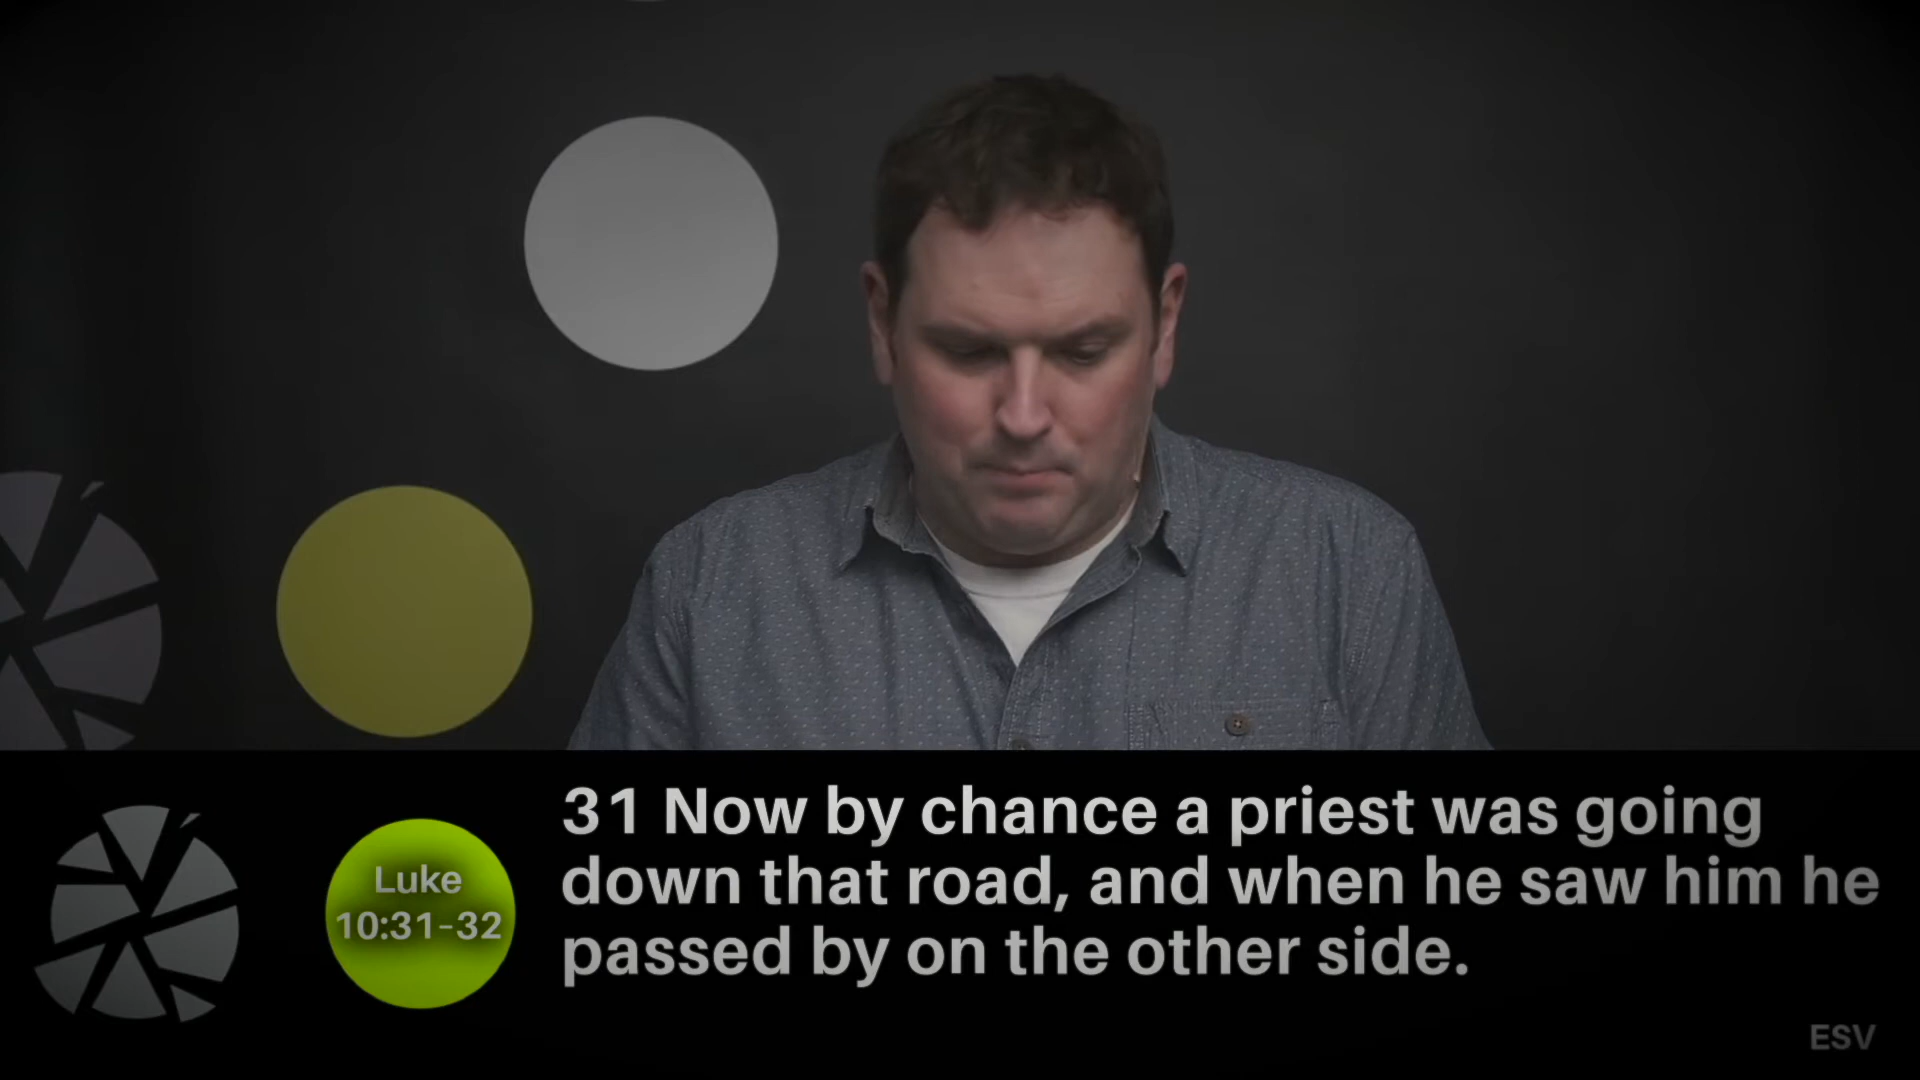 31 Now by chance a priest was going
down that road, and when he saw him he
passed by on the other side.
Luke
10:31-32
ESV